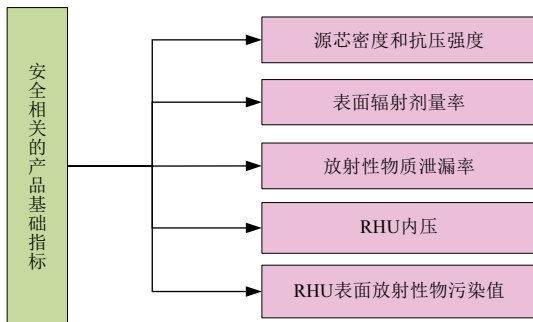 安全相关的产品基础指标
源芯密度和抗压强度
表面辐射剂量率
放射性物质泄漏率
RHU内压
RHU表面放射性物污染值